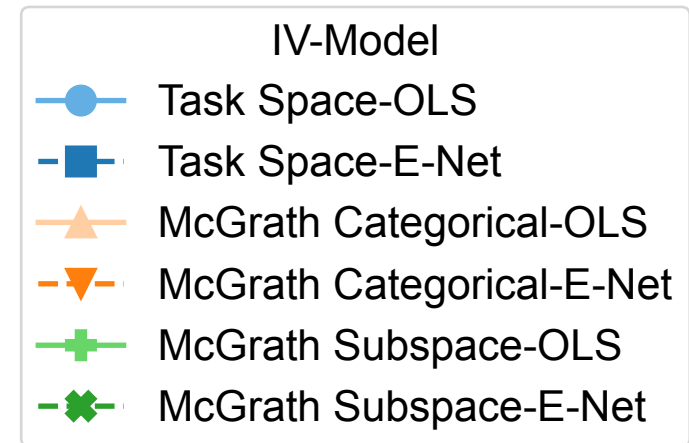 IV-Model
Task Space-OLS
Task Space-E-Net
McGrath Categorical-OLS
McGrath Categorical-E-Net
McGrath Subspace-OLS
McGrath Subspace-E-Net